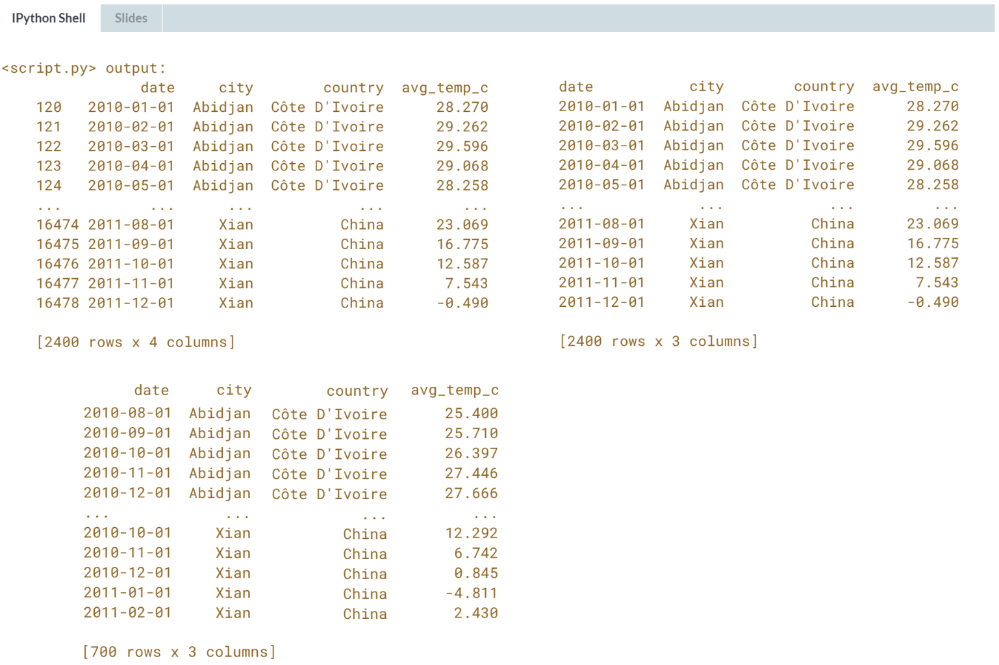 IPython Shell Slides
<script.py> output:
date city country avg_temp_c
120 2010-01-01 Abidjan Côte D'Ivoire 28.270
121 2010-02-01 Abidjan Côte D'Ivoire 29.262
122 2010-03-01 Abidjan Côte D'Ivoire 29.596
123 2010-04-01 Abidjan Côte D'Ivoire 29.068
124 2010-05-01 Abidjan Côte D'Ivoire 28.258
... ... ... ... ...
16474 2011-08-01 Xian China 23.069
16475 2011-09-01 Xian China 16.775
16476 2011-10-01 Xian China 12.587
16477 2011-11-01 Xian China 7.543
16478 2011-12-01 Xian China -0.490
[2400 rows x 4 columns]
date city country avg_temp_c
2010-01-01 Abidjan Côte D'Ivoire 28.270
2010-02-01 Abidjan Côte D'Ivoire 29.262
2010-03-01 Abidjan Côte D'Ivoire 29.596
2010-04-01 Abidjan Côte D'Ivoire 29.068
2010-05-01 Abidjan Côte D'Ivoire 28.258
... ... ... ...
2011-08-01 Xian China 23.069
2011-09-01 Xian China 16.775
2011-10-01 Xian China 12.587
2011-11-01 Xian China 7.543
2011-12-01 Xian China -0.490
[2400 rows x 3 columns]
date city country avg_temp_c
2010-08-01 Abidjan Côte D'Ivoire 25.400
2010-09-01 Abidjan Côte D'Ivoire 25.710
2010-10-01 Abidjan Côte D'Ivoire 26.397
2010-11-01 Abidjan Côte D'Ivoire 27.446
2010-12-01 Abidjan Côte D'Ivoire 27.666
... ... ... ...
2010-10-01 Xian China 12.292
2010-11-01 Xian China 6.742
2010-12-01 Xian China 0.845
2011-01-01 Xian China -4.811
2011-02-01 Xian China 2.430
[700 rows x 3 columns]